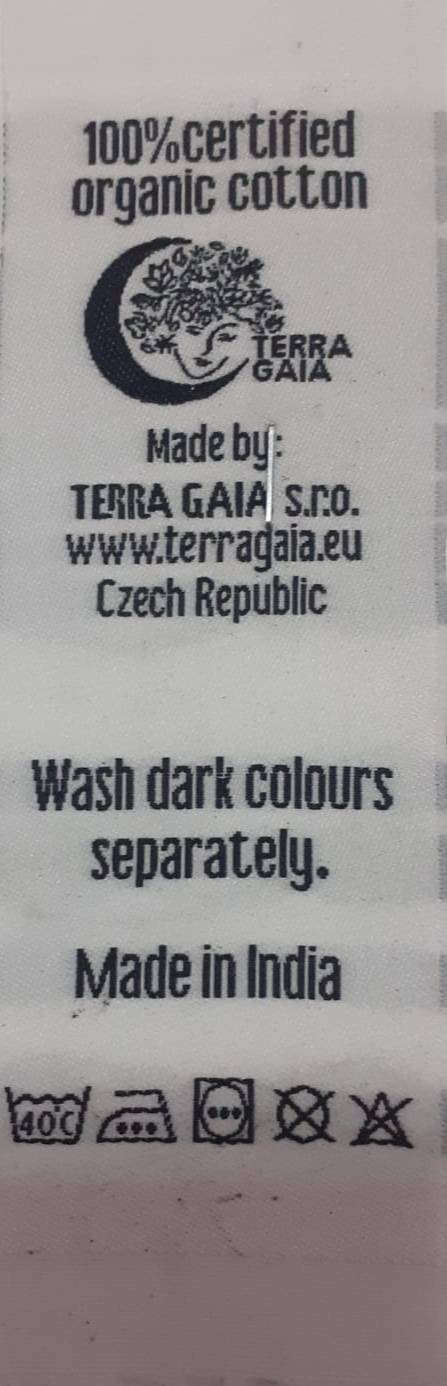 100%certified
organic cotton
TERRA
GAIA
Made by:
TERRA GAIA s.r.o.
www.terragaia.eu
Czech Republic
Wash dark colours
separately.
Made in India
40°C